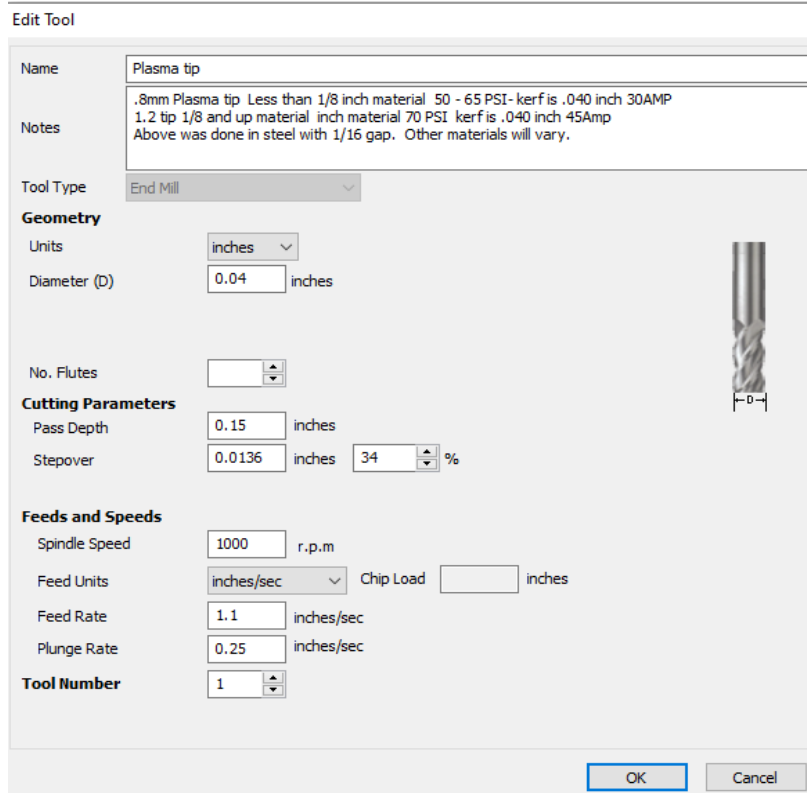 Edit Tool
Name Plasma tip
Notes
.8mm Plasma tip  Less than 1/8 inch material  50 - 65 PSI- kerf is .040 inch 30AMP
1.2 tip 1/8 and up material  inch material 70 PSI  kerf is .040 inch 45Amp
Above was done in steel with 1/16 gap.  Other materials will vary.
Tool Type End Mill
Geometry
Units inches
Diameter (D) 0.04 inches
No. Flutes
D
Cutting Parameters
Pass Depth 0.15 inches
Stepover 0.0136 inches 34 %
Feeds and Speeds
Spindle Speed 1000 r.p.m
Feed Units inches/sec Chip Load inches
Feed Rate 1.1 inches/sec
Plunge Rate 0.25 inches/sec
Tool Number 1
OK Cancel